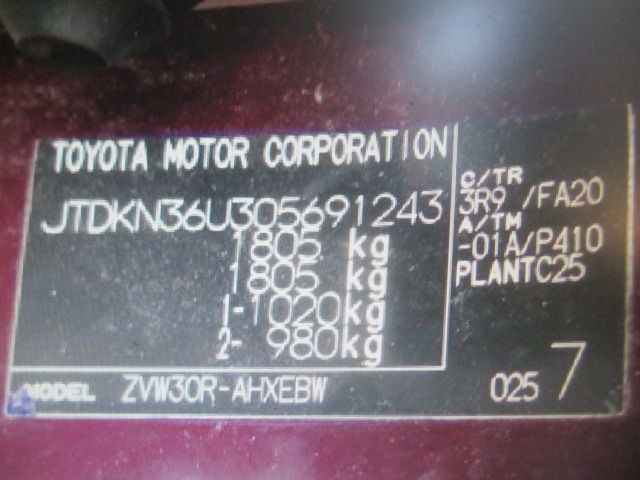 TOYOTA MOTOR CORPORATION
JTDKN36U305691243
1805 kg
1805 kg
1-1020kg
2- 980kg
C/TR
3R9 /FA20
A/TM
-01A/P410
PLANTC25
MODEL ZVW30R-AHXEBW
025 7